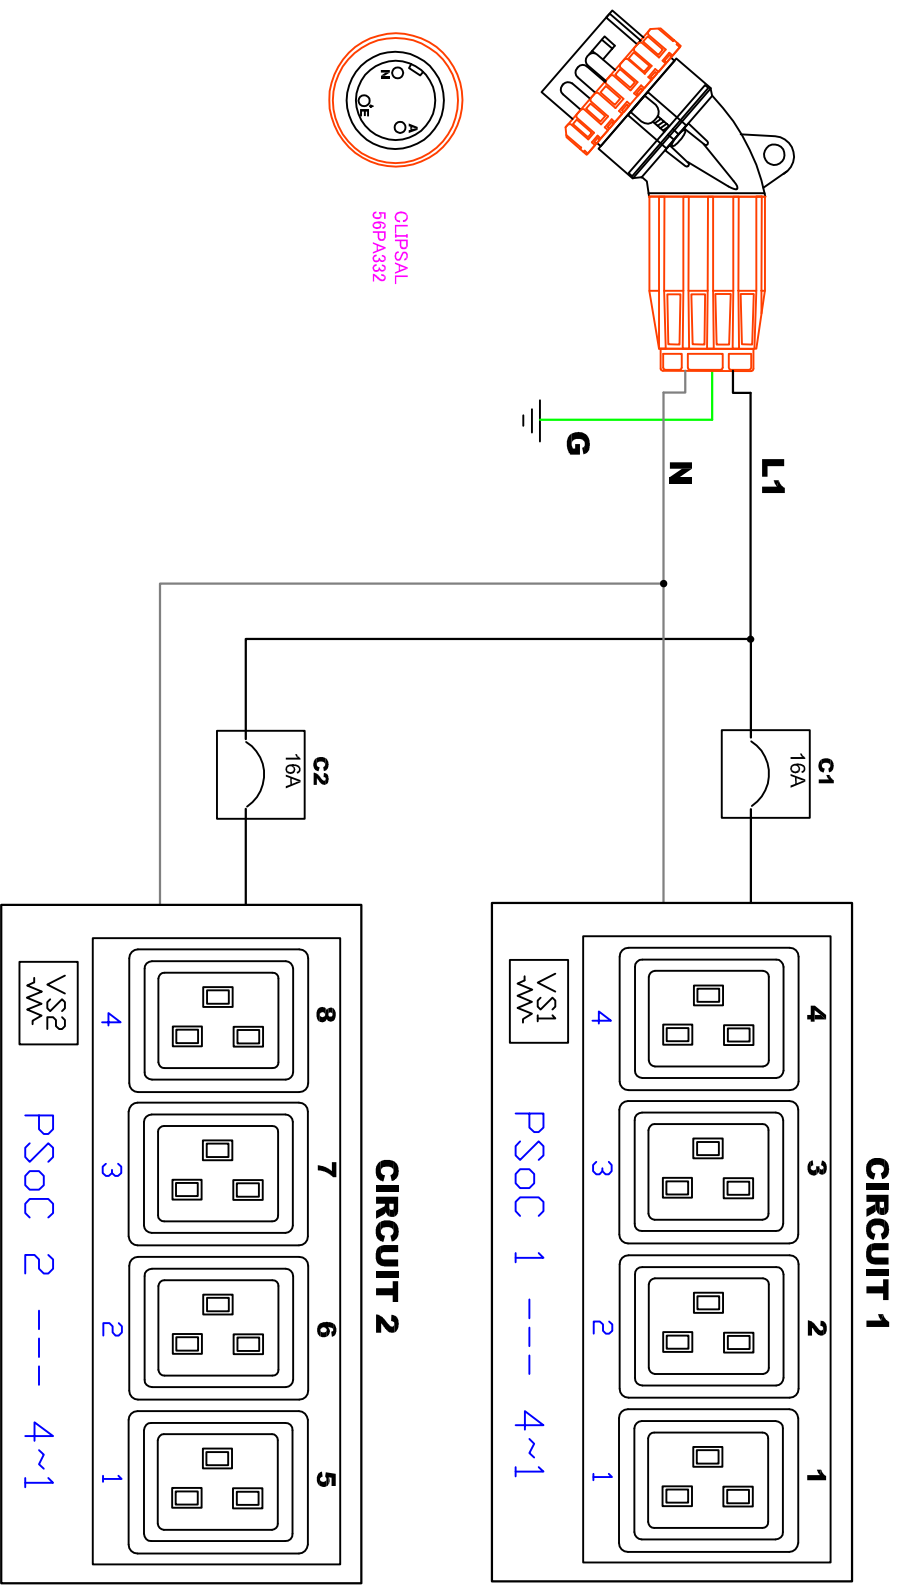 CLIPSAL
56PA332
N
E
A
L1
N
G
C1
16A
C2
16A
CIRCUIT 1
4
3
2
1
4
3
2
1
VS1
PSoC 1 --- 4~1
CIRCUIT 2
8
7
6
5
4
3
2
1
VS2
PSoC 2 --- 4~1